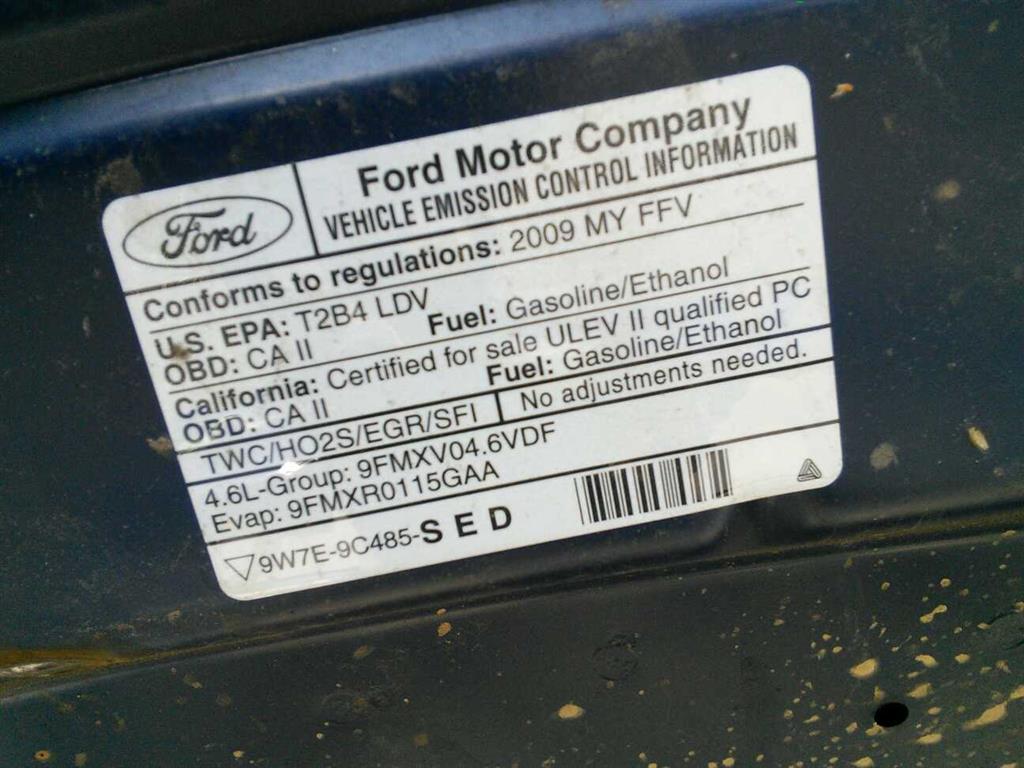 Ford
Ford Motor Company
VEHICLE EMISSION CONTROL INFORMATION
Conforms to regulations: 2009 MY FFV
U.S. EPA: T2B4 LDV
OBD: CA II Fuel: Gasoline/Ethanol
California: Certified for sale ULEV II qualified PC
OBD: CA II Fuel: Gasoline/Ethanol
TWC/HO2S/EGR/SFI No adjustments needed.
4.6L-Group: 9FMXV04.6VDF
Evap: 9FMXR0115GAA
9W7E-9C485-SED